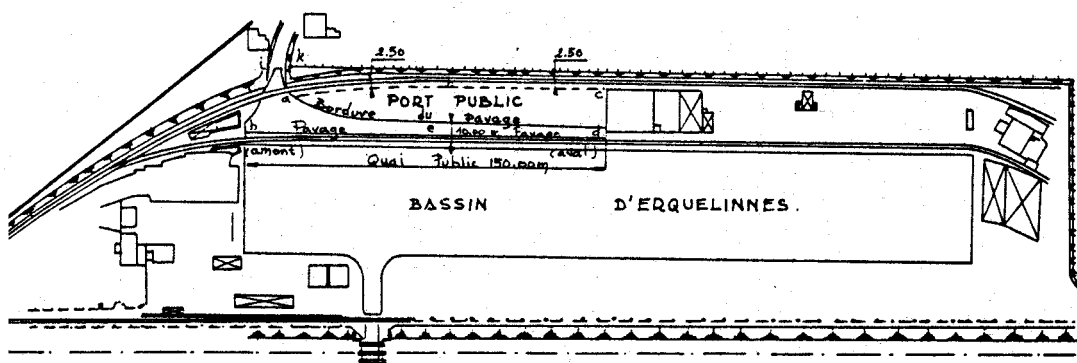 k
2.50
2.50
i
a
b
c
PORT PUBLIC
Bordure du Pavage
h
Pavage
e
10.00 m Pavage
d
(amont)
(aval)
Quai Public 150.00m
BASSIN D'ERQUELINNES.